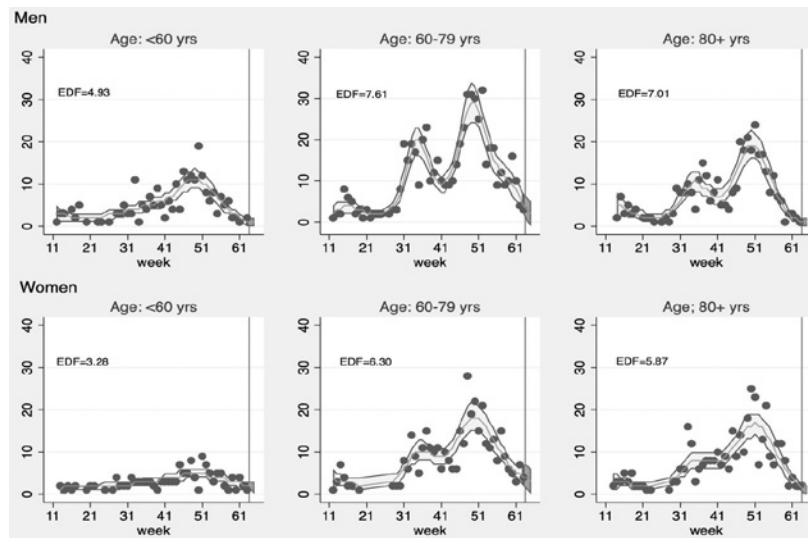 Men
Age: <60 yrs
Age: 60-79 yrs
Age: 80+ yrs
40
30
20
10
0
EDF=4.93
40
30
20
10
0
EDF=7.61
40
30
20
10
0
EDF=7.01
11 21 31 41 51 61
11 21 31 41 51 61
11 21 31 41 51 61
week
week
week
Women
Age: <60 yrs
Age: 60-79 yrs
Age; 80+ yrs
40
30
20
10
0
EDF=3.28
40
30
20
10
0
EDF=6.30
40
30
20
10
0
EDF=5.87
11 21 31 41 51 61
11 21 31 41 51 61
11 21 31 41 51 61
week
week
week